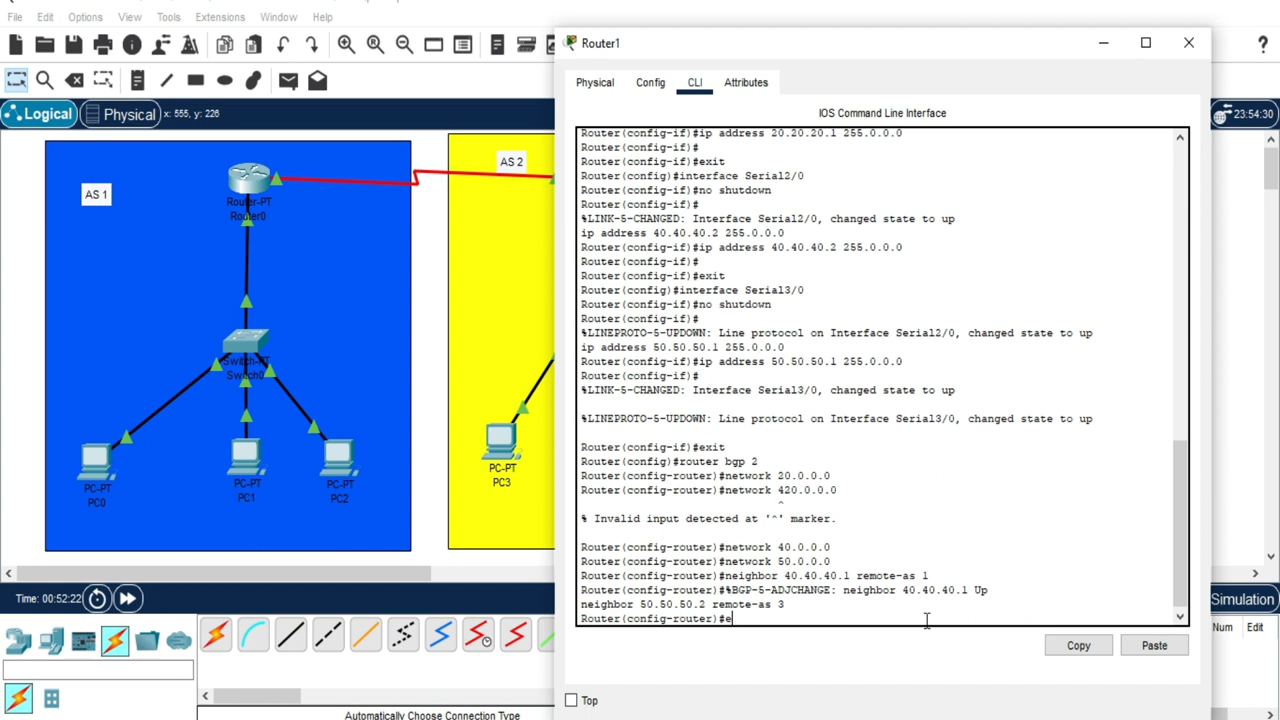 File Edit Options View Tools Extensions Window Help
Logical
Physical
x: 555, y: 226
23:54:30
AS 1
Router-PT
Router0
Switch-PT
Switch0
PC-PT
PC0
PC-PT
PC1
PC-PT
PC2
AS 2
PC-PT
PC3
Router1
Physical Config CLI Attributes
IOS Command Line Interface
Router(config-if)#ip address 20.20.20.1 255.0.0.0
Router(config-if)#
Router(config-if)#exit
Router(config)#interface Serial2/0
Router(config-if)#no shutdown
Router(config-if)#
%LINK-5-CHANGED: Interface Serial2/0, changed state to up
ip address 40.40.40.2 255.0.0.0
Router(config-if)#ip address 40.40.40.2 255.0.0.0
Router(config-if)#
Router(config-if)#exit
Router(config)#interface Serial3/0
Router(config-if)#no shutdown
Router(config-if)#
%LINEPROTO-5-UPDOWN: Line protocol on Interface Serial2/0, changed state to up
ip address 50.50.50.1 255.0.0.0
Router(config-if)#ip address 50.50.50.1 255.0.0.0
Router(config-if)#
%LINK-5-CHANGED: Interface Serial3/0, changed state to up
%LINEPROTO-5-UPDOWN: Line protocol on Interface Serial3/0, changed state to up
Router(config-if)#exit
Router(config)#router bgp 2
Router(config-router)#network 20.0.0.0
Router(config-router)#network 420.0.0.0
^
% Invalid input detected at '^' marker.
Router(config-router)#network 40.0.0.0
Router(config-router)#network 50.0.0.0
Router(config-router)#neighbor 40.40.40.1 remote-as 1
Router(config-router)#%BGP-5-ADJCHANGE: neighbor 40.40.40.1 Up
neighbor 50.50.50.2 remote-as 3
Router(config-router)#e
Copy
Paste
Top
Time: 00:52:22
Simulation
Num Edit
Automatically Choose Connection Type